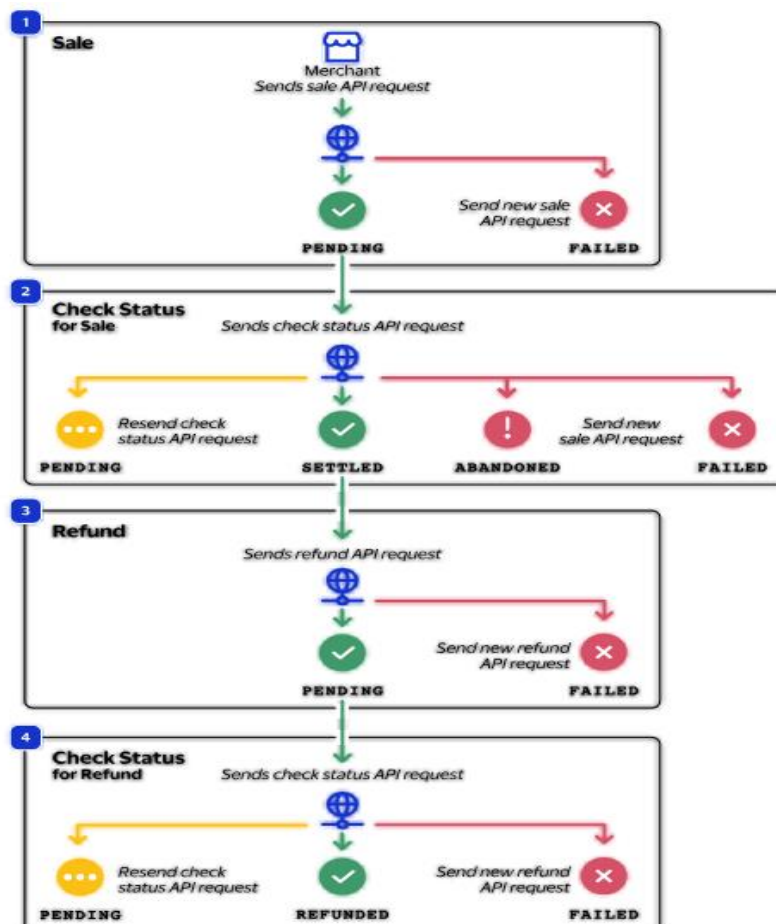 1
Sale
Merchant
Sends sale API request
Send new sale
API request
PENDING
FAILED
2
Check Status
for Sale
Sends check status API request
Resend check
status API request
Send new
sale API request
PENDING
SETTLED
ABANDONED
FAILED
3
Refund
Sends refund API request
Send new refund
API request
PENDING
FAILED
4
Check Status
for Refund
Sends check status API request
Resend check
status API request
Send new refund
API request
PENDING
REFUNDED
FAILED